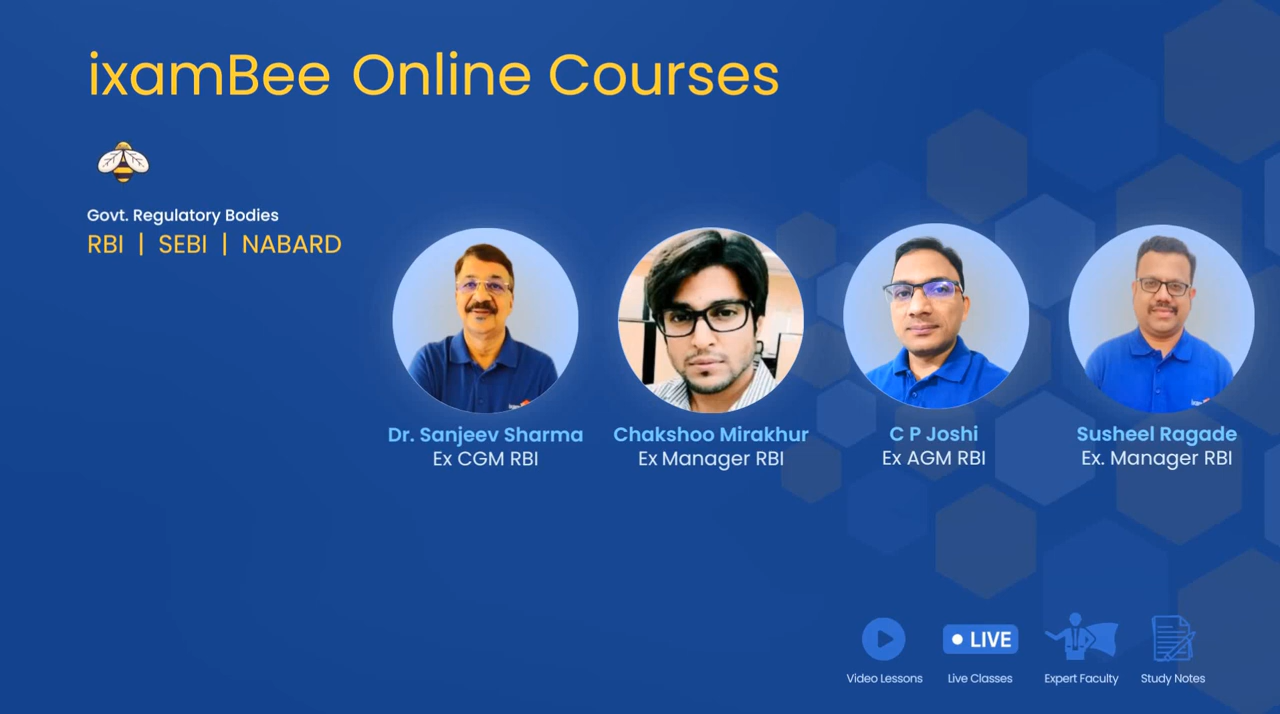 ixamBee Online Courses
Govt. Regulatory Bodies
RBI | SEBI | NABARD
Dr. Sanjeev Sharma
Ex CGM RBI
Chakshoo Mirakhur
Ex Manager RBI
C P Joshi
Ex AGM RBI
Susheel Ragade
Ex. Manager RBI
LIVE
Video Lessons
Live Classes
Expert Faculty
Study Notes